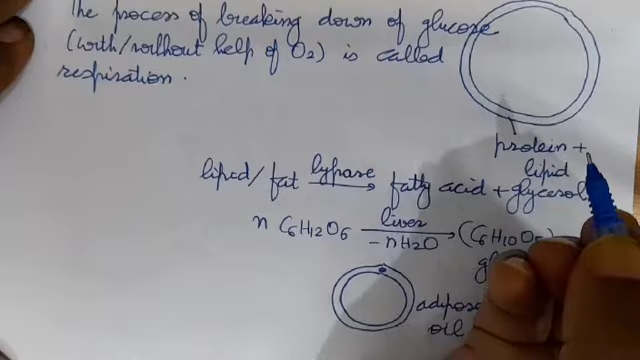 The process of breaking down of glucose
(with/without help of O2) is called
respiration.
protein +
lipid
lipid/fat lypase → fatty acid + glycerol
n C6H12O6 liver → (C6H10O5)
-nH2O
adipose
oil